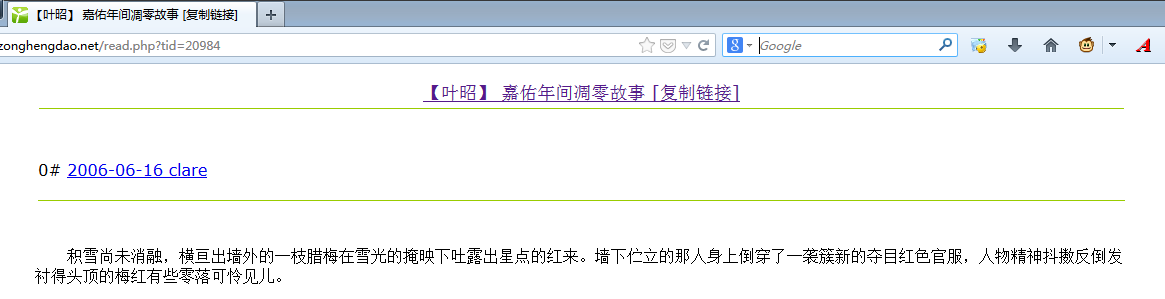 【叶昭】 嘉佑年间凋零故事 [复制链接]
zonghengdao.net/read.php?tid=20984
Google
【叶昭】 嘉佑年间凋零故事 [复制链接]
0# 2006-06-16 clare
积雪尚未消融，横亘出墙外的一枝腊梅在雪光的掩映下吐露出星点的红来。墙下伫立的那人身上倒穿了一袭簇新的夺目红色官服，人物精神抖擞反倒发
衬得头顶的梅红有些零落可怜见儿。